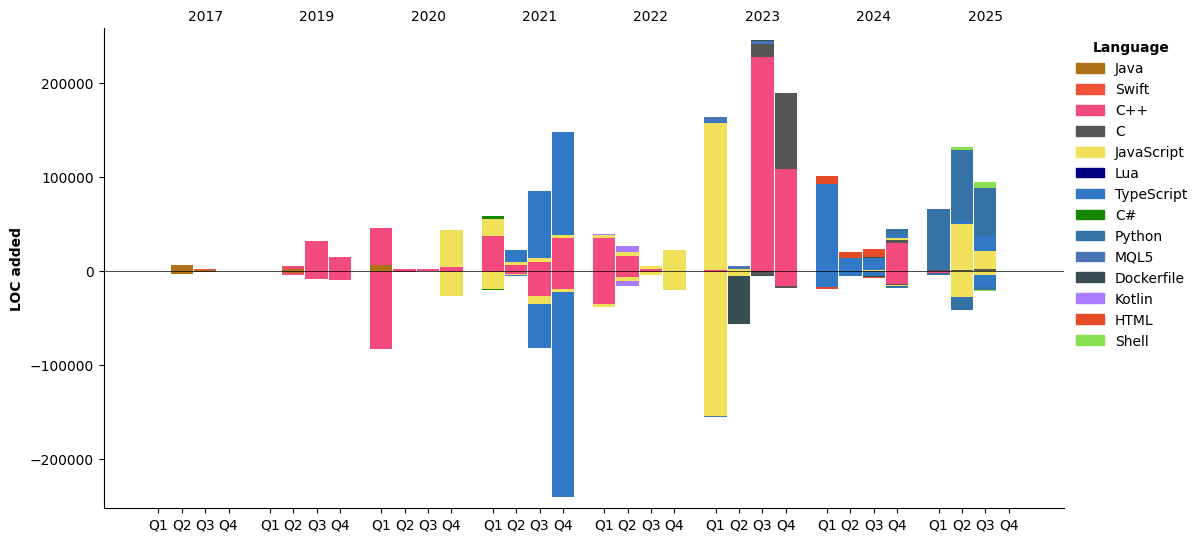 2017 2019 2020 2021 2022 2023 2024 2025
LOC added
200000
100000
0
−100000
−200000
Q1 Q2 Q3 Q4 Q1 Q2 Q3 Q4 Q1 Q2 Q3 Q4 Q1 Q2 Q3 Q4 Q1 Q2 Q3 Q4 Q1 Q2 Q3 Q4 Q1 Q2 Q3 Q4 Q1 Q2 Q3 Q4
Language
Java
Swift
C++
C
JavaScript
Lua
TypeScript
C#
Python
MQL5
Dockerfile
Kotlin
HTML
Shell